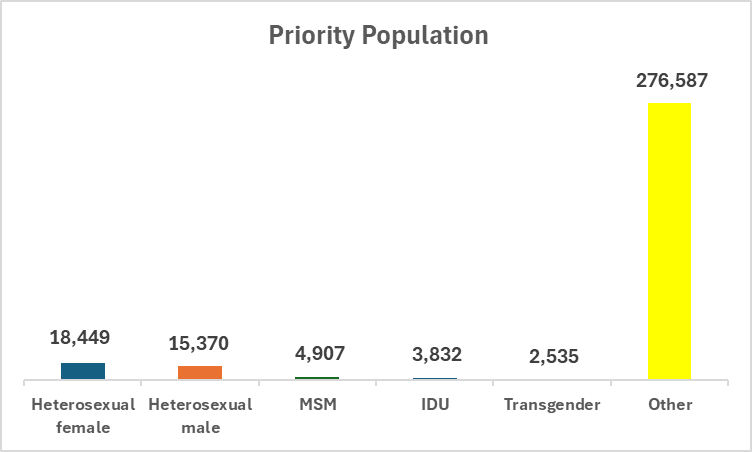 Priority Population
276,587
18,449
15,370
4,907
3,832
2,535
Heterosexual female
Heterosexual male
MSM
IDU
Transgender
Other